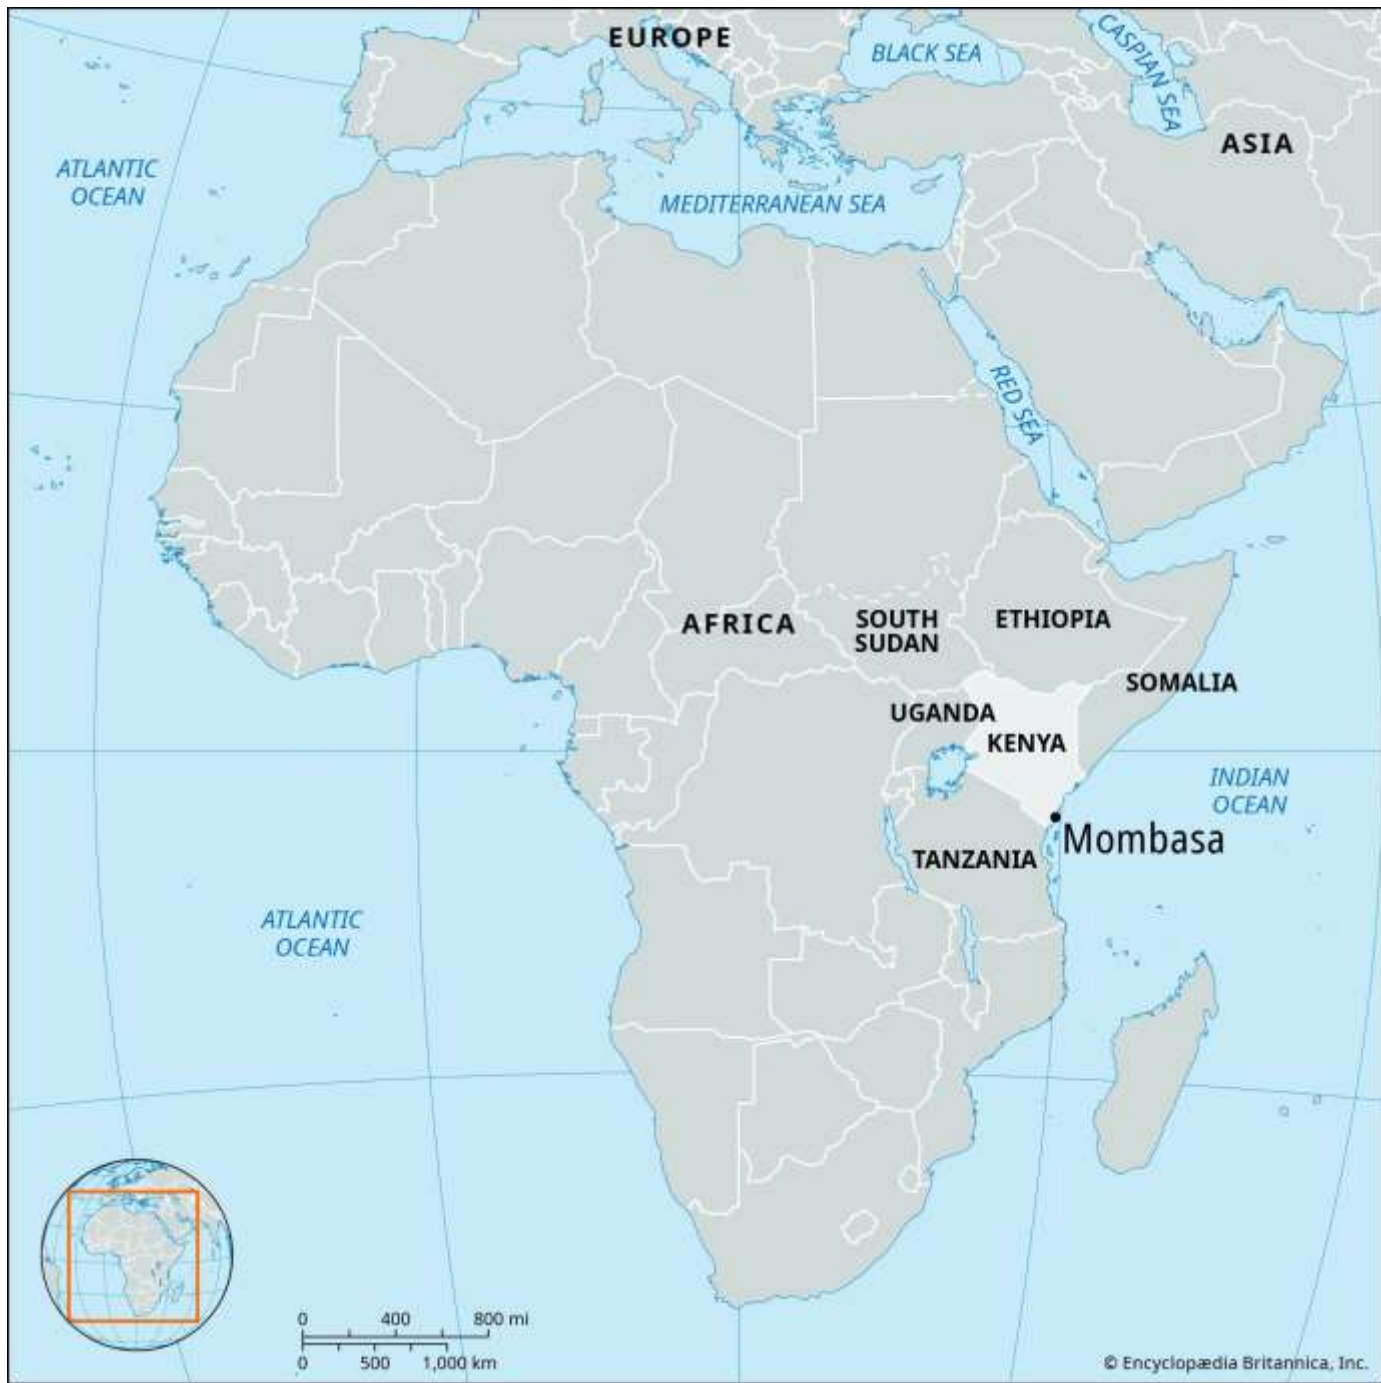 EUROPE
BLACK SEA
CASPIAN SEA
ASIA
ATLANTIC
OCEAN
MEDITERRANEAN SEA
RED SEA
AFRICA
SOUTH
SUDAN
ETHIOPIA
SOMALIA
UGANDA
KENYA
INDIAN
OCEAN
Mombasa
TANZANIA
ATLANTIC
OCEAN
0 400 800 mi
0 500 1,000 km
© Encyclopædia Britannica, Inc.